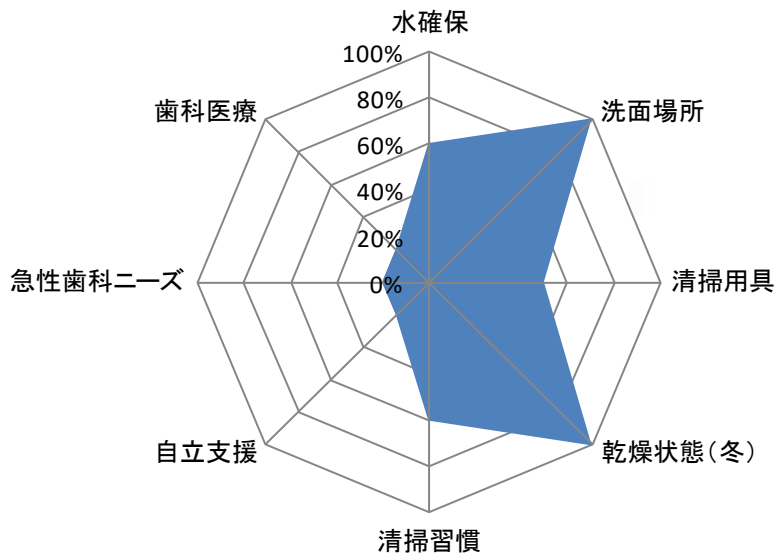 水確保
100%
歯科医療
洗面場所
80%
60%
40%
20%
急性歯科ニーズ
0%
清掃用具
自立支援
乾燥状態（冬）
清掃習慣